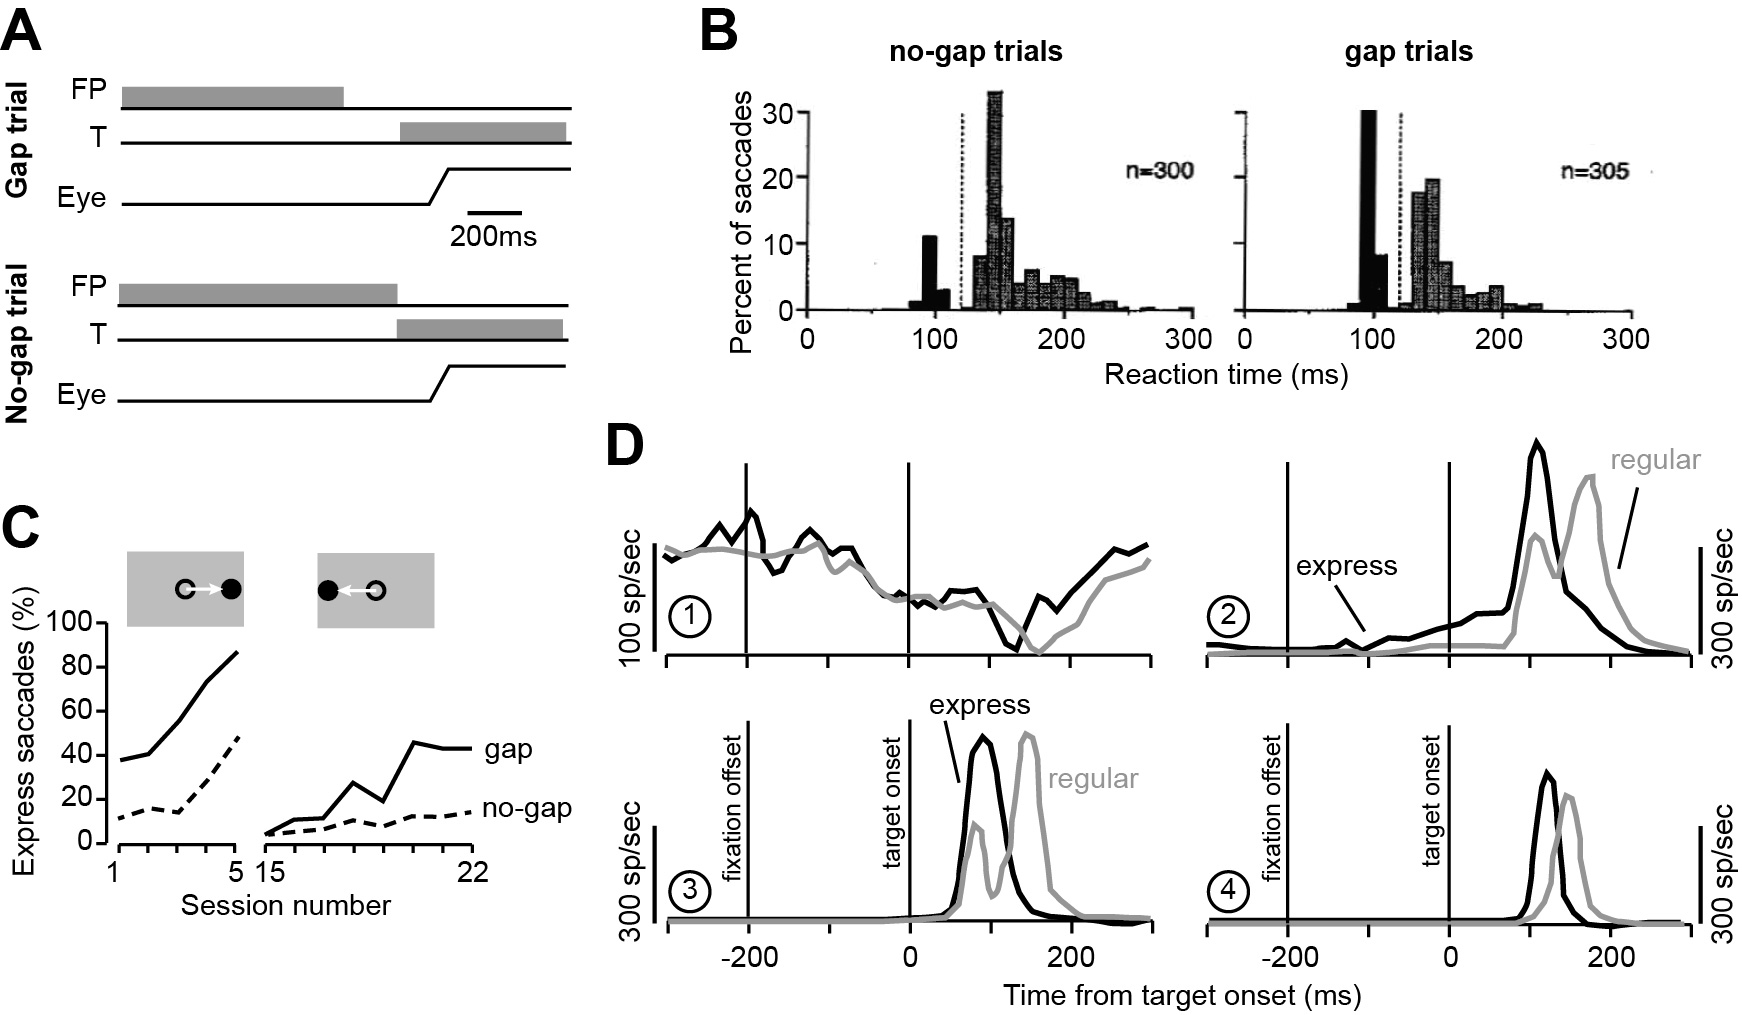 A
Gap trial
FP
T
Eye
200ms
No-gap trial
FP
T
Eye
B
no-gap trials
gap trials
Percent of saccades
30
20
10
0
n=300
n=305
0 100 200 300
0 100 200 300
Reaction time (ms)
C
Express saccades (%)
100
80
60
40
20
0
gap
no-gap
1 5 15 22
Session number
D
100 sp/sec
1
express
regular
2
300 sp/sec
express
regular
fixation offset
target onset
3
300 sp/sec
fixation offset
target onset
4
300 sp/sec
-200 0 200
-200 0 200
Time from target onset (ms)